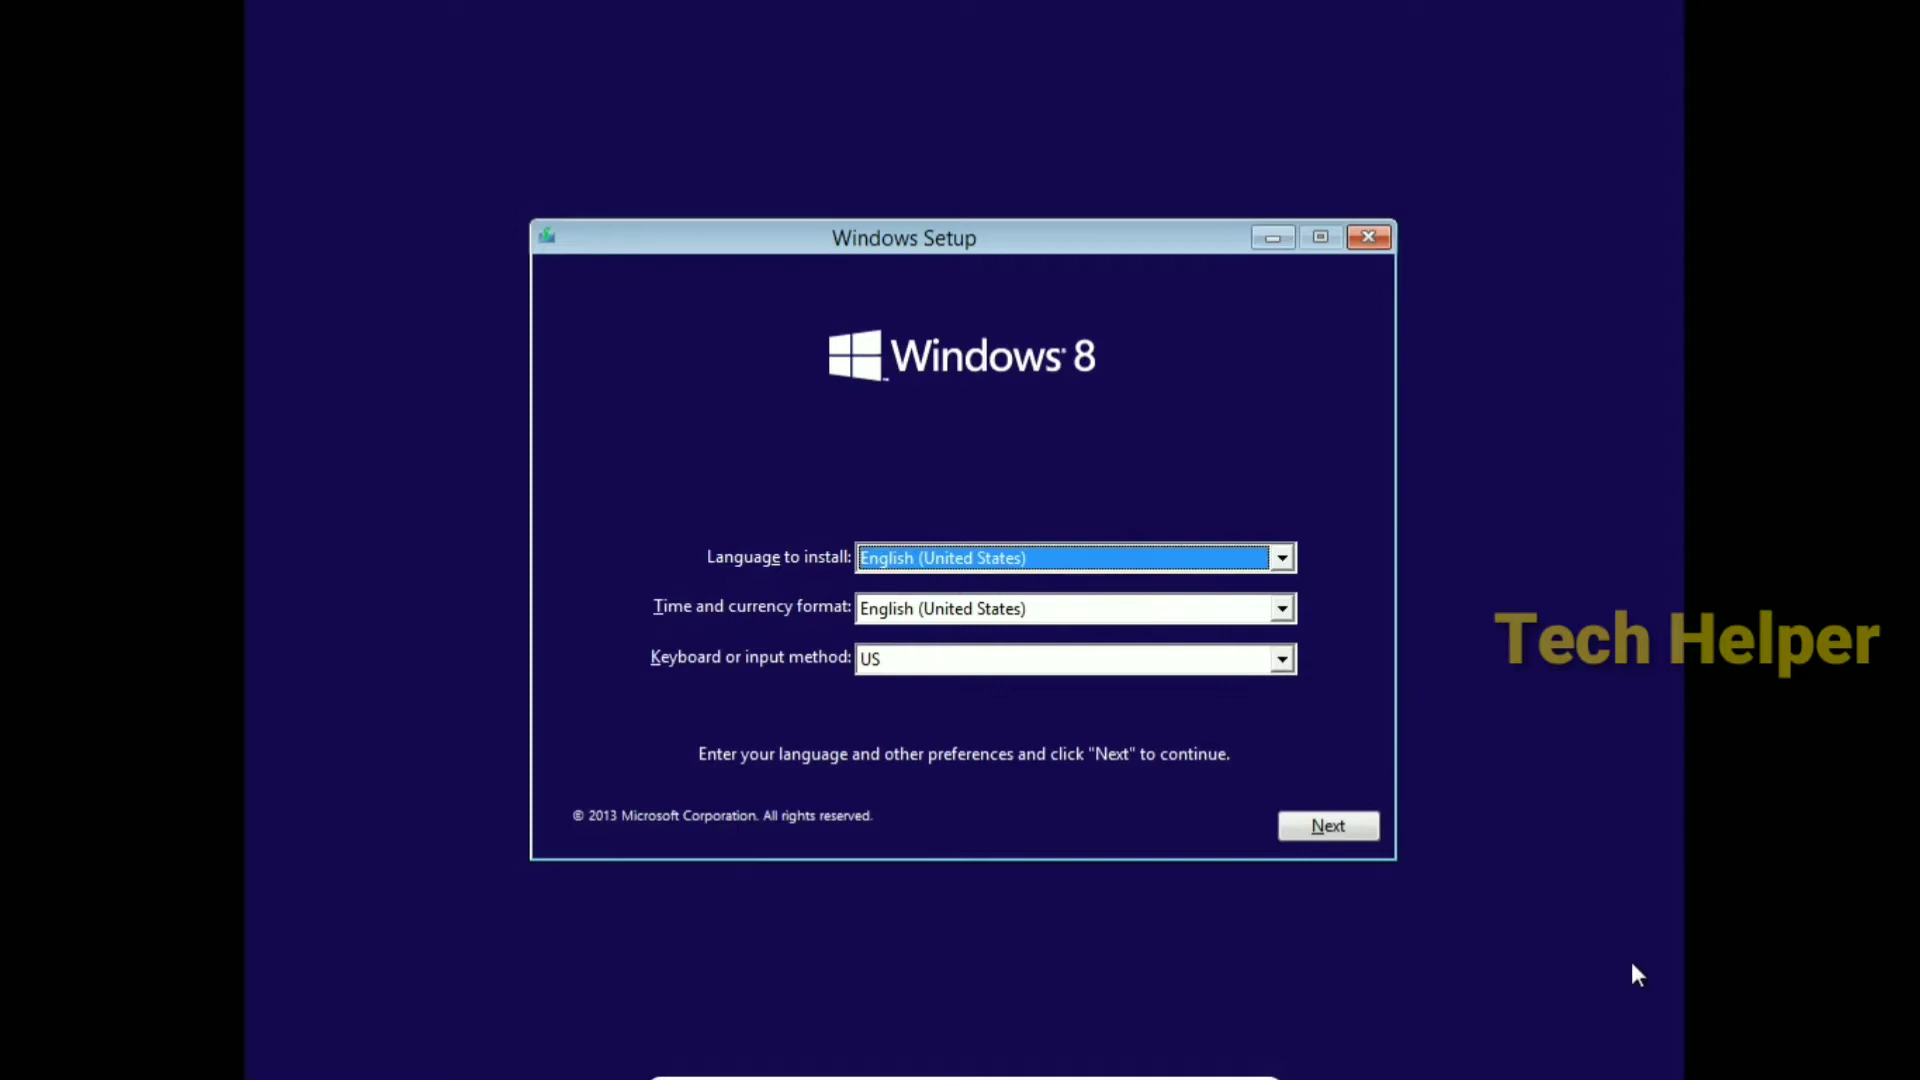 Windows Setup
Windows 8
Language to install: English (United States)
Time and currency format: English (United States)
Keyboard or input method: US
Tech Helper
Enter your language and other preferences and click "Next" to continue.
© 2013 Microsoft Corporation. All rights reserved.
Next